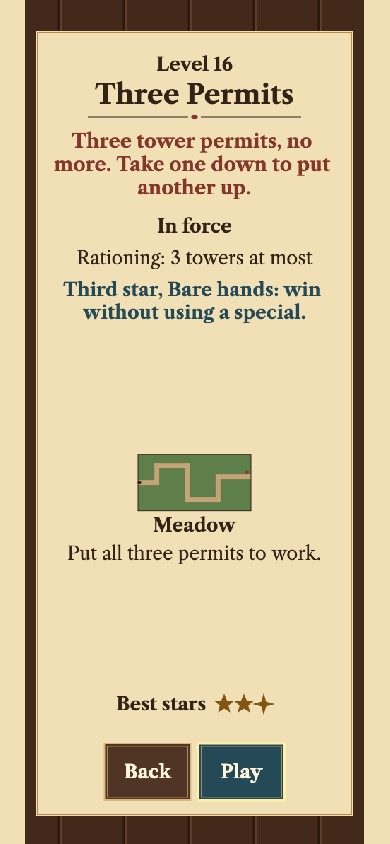 Level 16
Three Permits
Three tower permits, no
more. Take one down to put
another up.
In force
Rationing: 3 towers at most
Third star, Bare hands: win
without using a special.
Meadow
Put all three permits to work.
Best stars
Back
Play